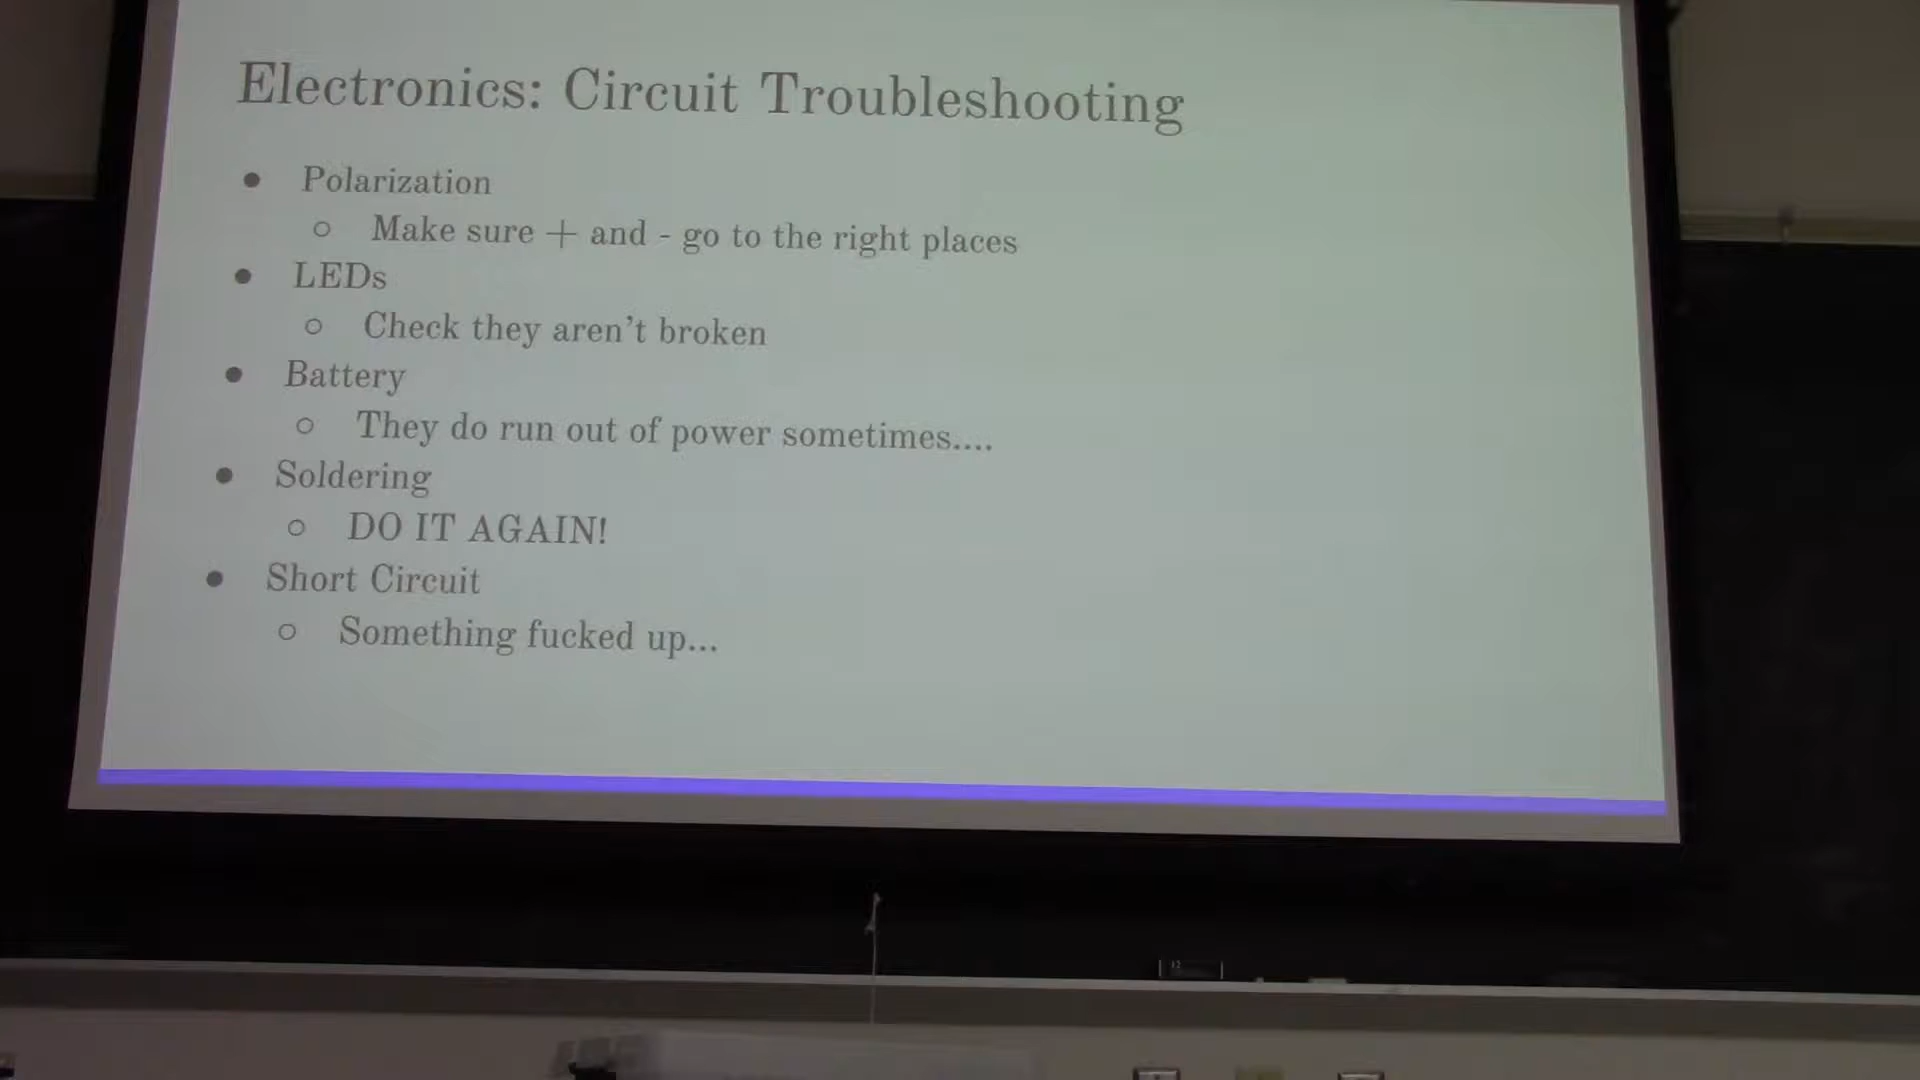 Electronics: Circuit Troubleshooting
● Polarization
○ Make sure + and - go to the right places
● LEDs
○ Check they aren't broken
● Battery
○ They do run out of power sometimes....
● Soldering
○ DO IT AGAIN!
● Short Circuit
○ Something fucked up...